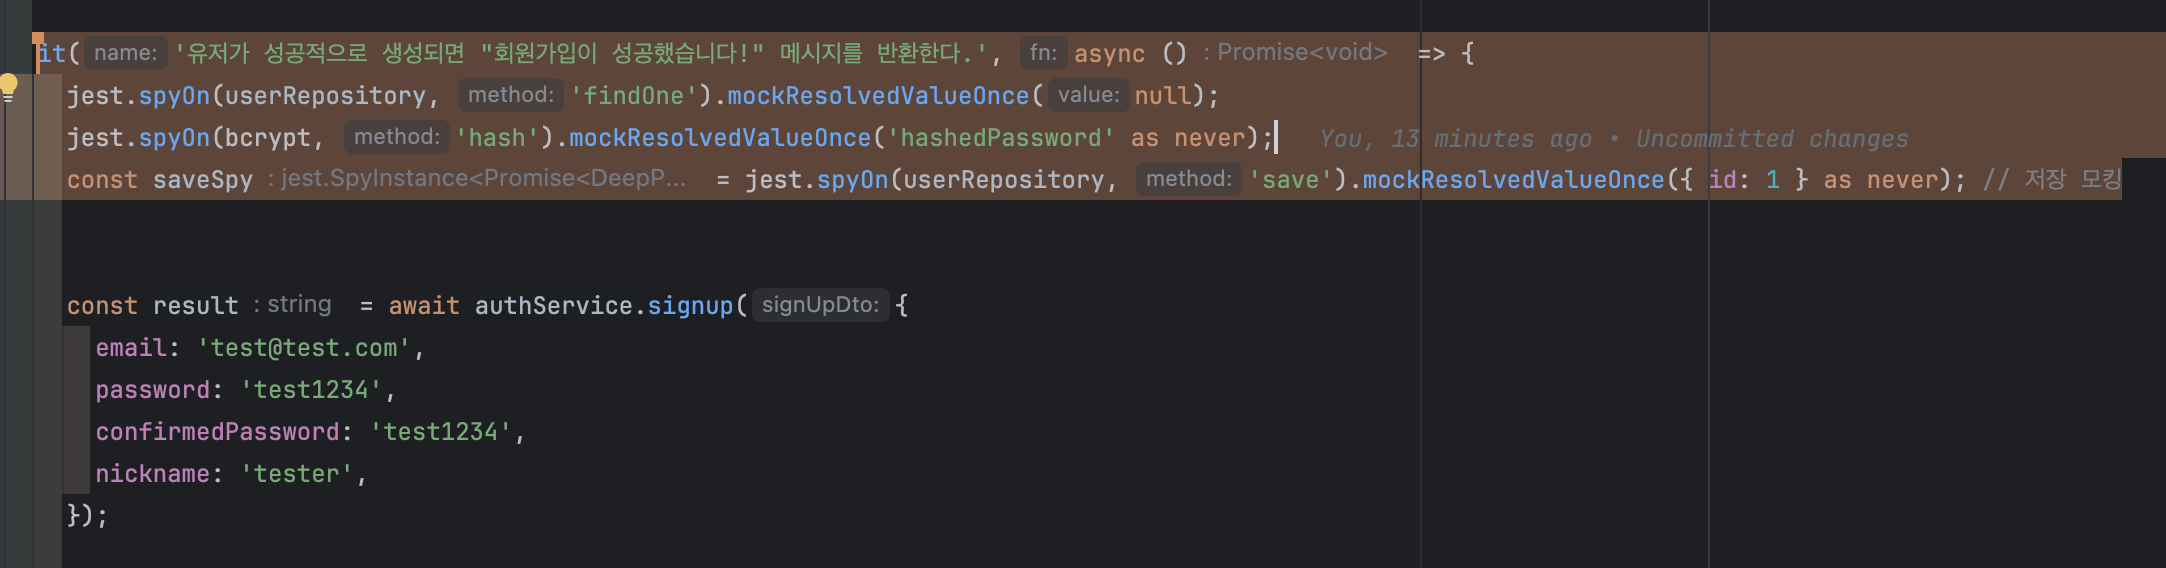 it( name: '유저가 성공적으로 생성되면 "회원가입이 성공했습니다!" 메시지를 반환한다.', fn: async () : Promise<void> => {
jest.spyOn(userRepository, method: 'findOne').mockResolvedValueOnce( value: null);
jest.spyOn(bcrypt, method: 'hash').mockResolvedValueOnce('hashedPassword' as never); You, 13 minutes ago • Uncommitted changes
const saveSpy : jest.SpyInstance<Promise<DeepP... = jest.spyOn(userRepository, method: 'save').mockResolvedValueOnce({ id: 1 } as never); // 저장 모킹
const result : string = await authService.signup( signUpDto: {
email: 'test@test.com',
password: 'test1234',
confirmedPassword: 'test1234',
nickname: 'tester',
});